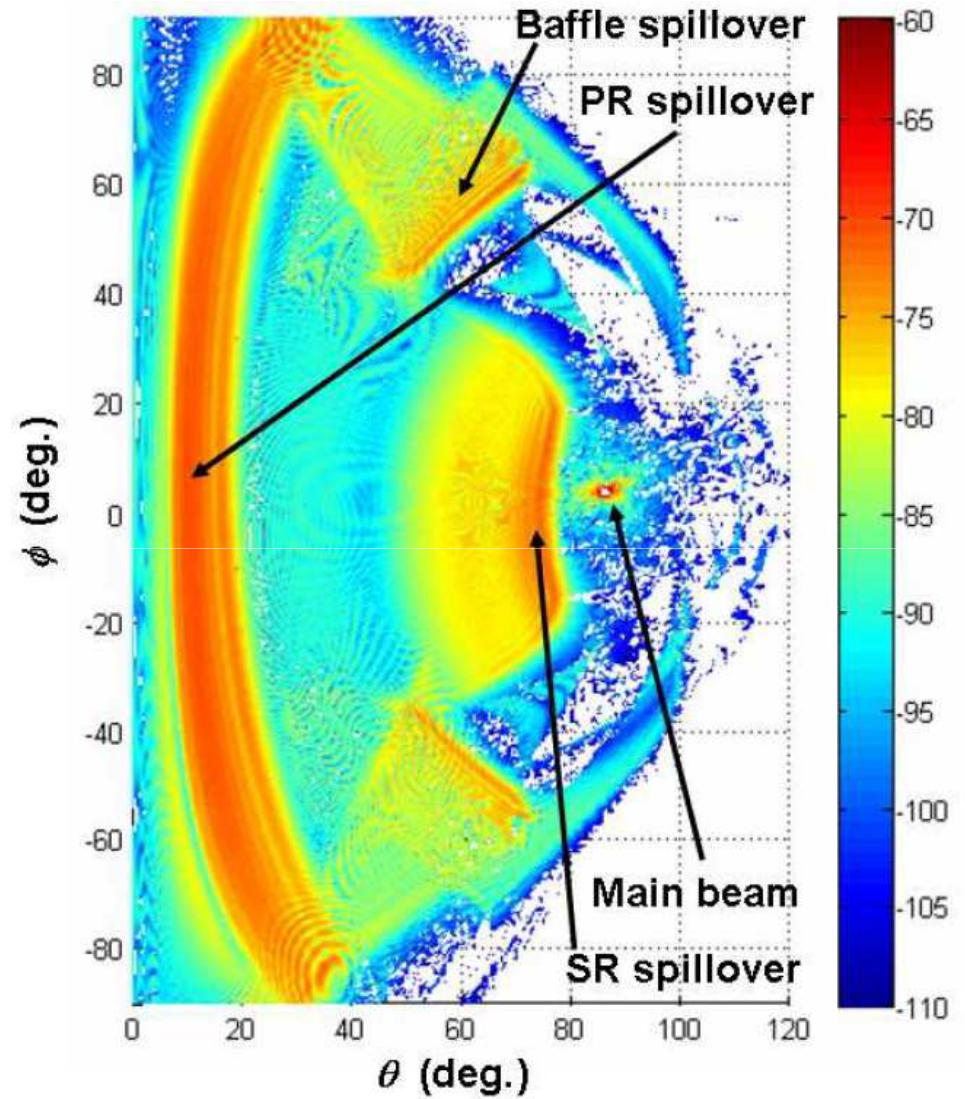 Baffle spillover
PR spillover
Main beam
SR spillover
80
60
40
20
0
-20
-40
-60
-80
ϕ (deg.)
0 20 40 60 80 100 120
θ (deg.)
-60
-65
-70
-75
-80
-85
-90
-95
-100
-105
-110